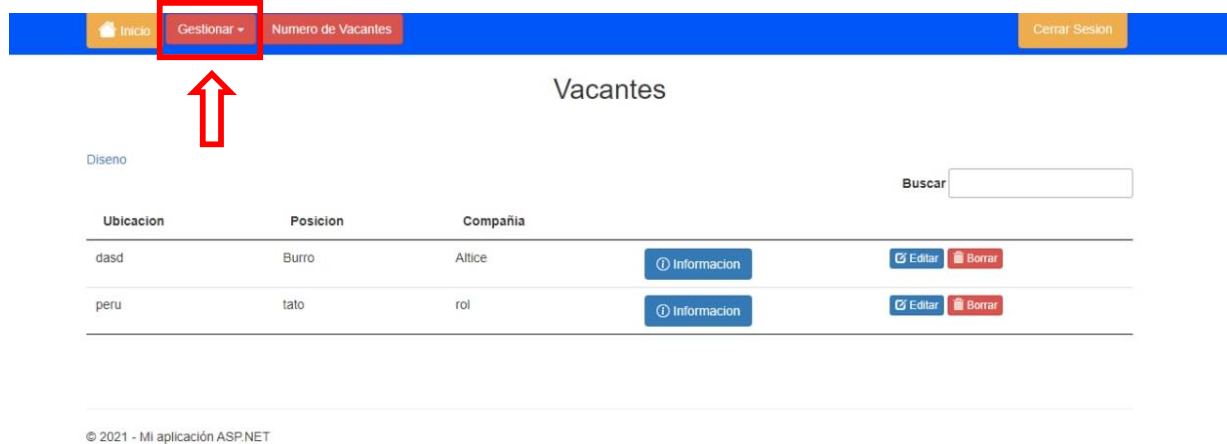 Inicio Gestionar Numero de Vacantes Cerrar Sesion
Vacantes
Diseno
Buscar
Ubicacion Posicion Compañia
dasd Burro Altice Informacion Editar Borrar
peru tato rol Informacion Editar Borrar
© 2021 - Mi aplicación ASP.NET